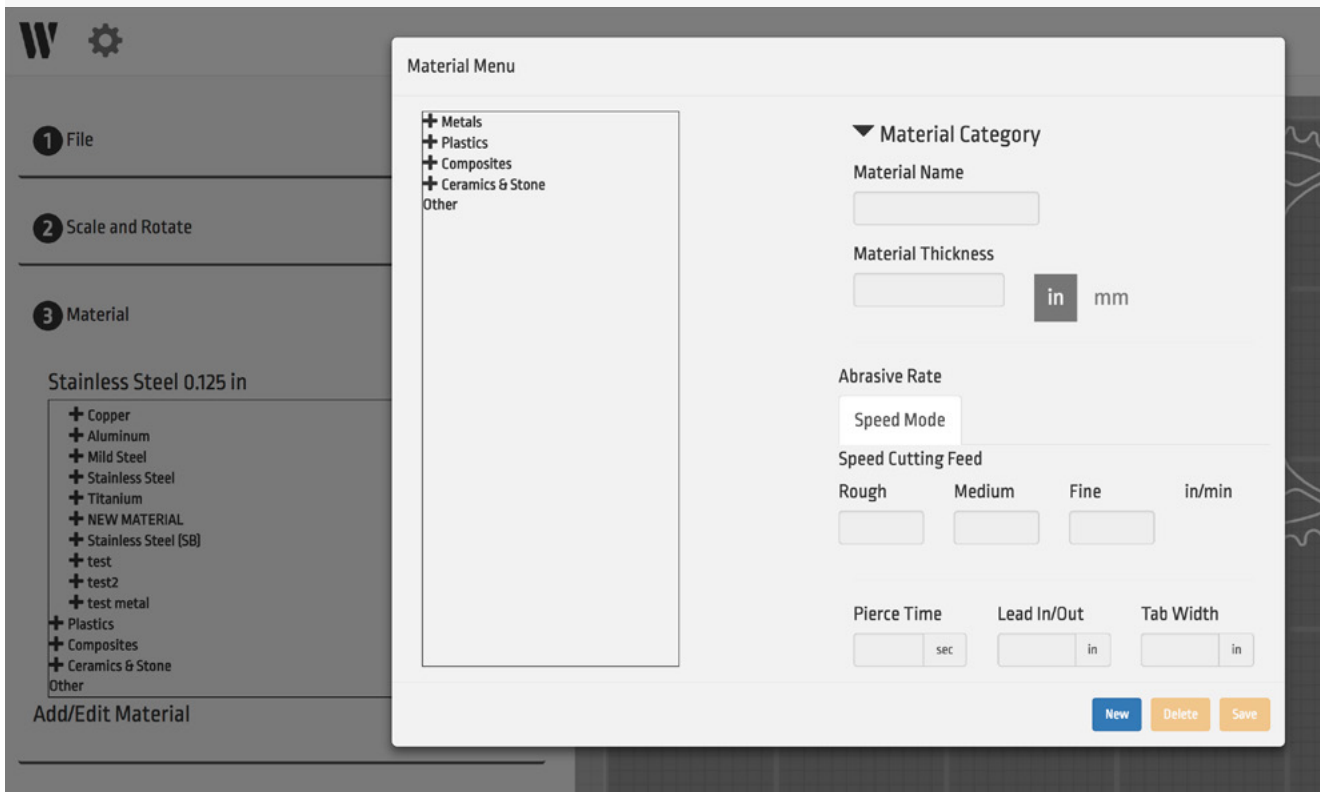 W
1 File
2 Scale and Rotate
3 Material
Stainless Steel 0.125 in
Copper
Aluminum
Mild Steel
Stainless Steel
Titanium
NEW MATERIAL
Stainless Steel (SB)
test
test2
test metal
Plastics
Composites
Ceramics & Stone
Other
Add/Edit Material
Material Menu
Metals
Plastics
Composites
Ceramics & Stone
Other
Material Category
Material Name
Material Thickness
in mm
Abrasive Rate
Speed Mode
Speed Cutting Feed
Rough Medium Fine in/min
Pierce Time Lead In/Out Tab Width
sec in in
New Delete Save